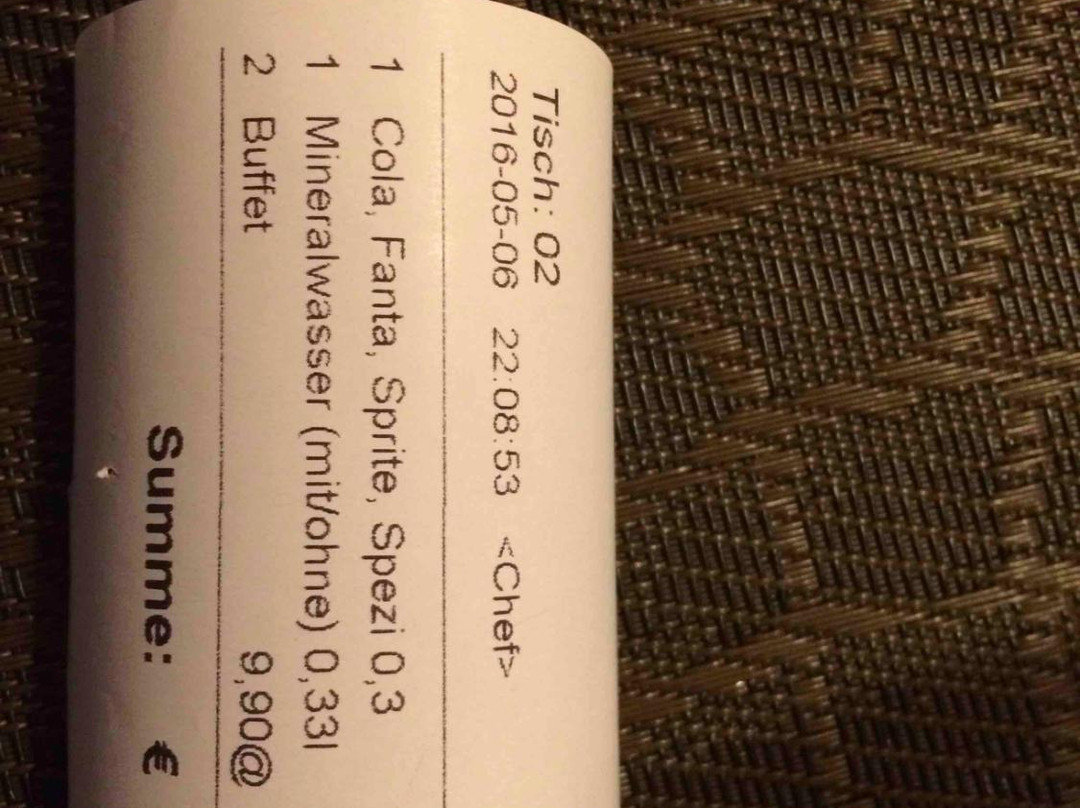 Tisch: 02
2016-05-06 22:08:53 <Chef>
1 Cola, Fanta, Sprite, Spezi 0,3
1 Mineralwasser (mit/ohne) 0,33l
2 Buffet 9,90@
Summe: €